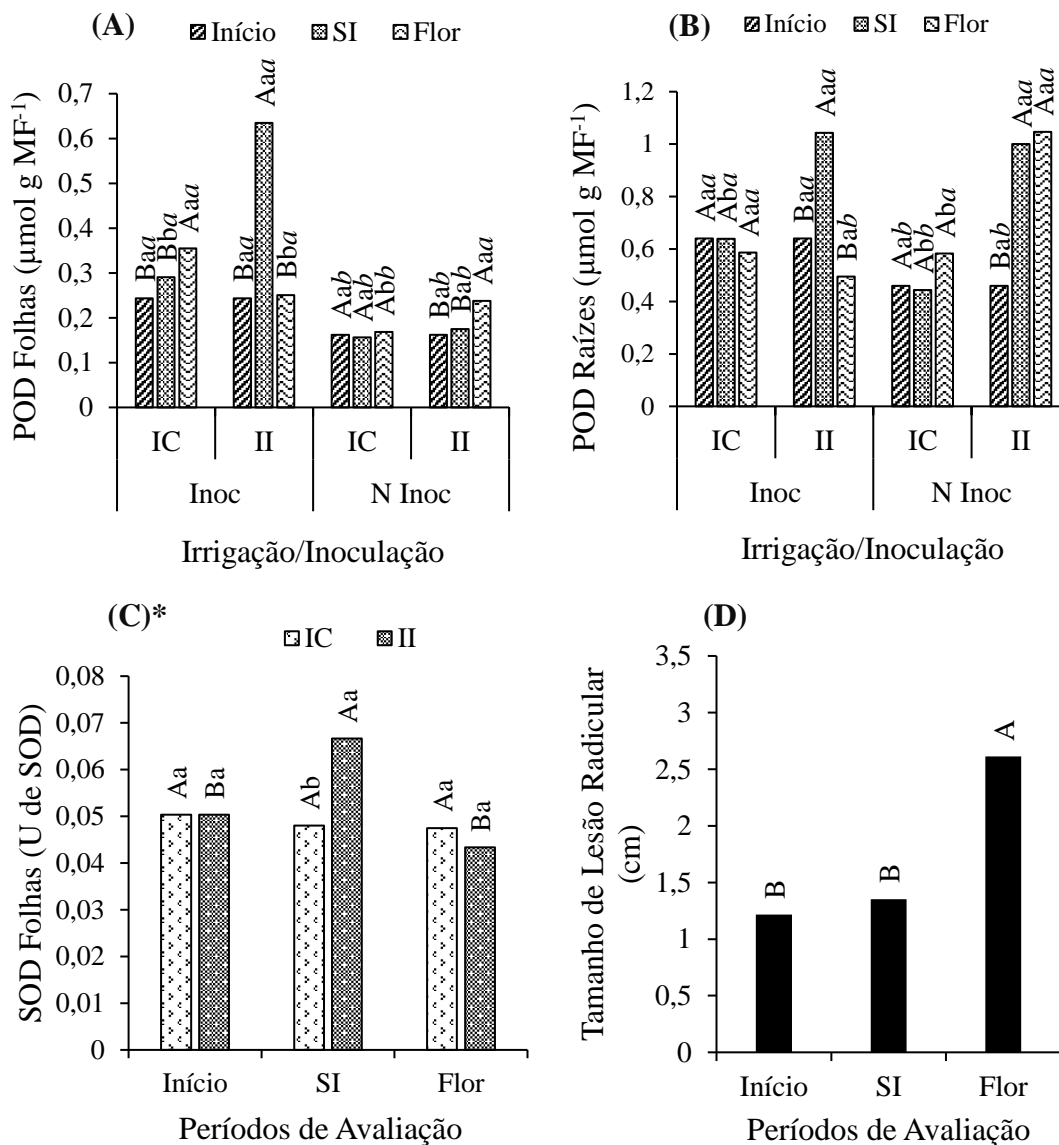 (A)
Início SI Flor
POD Folhas (µmol g MF-1)
0,7
0,6
0,5
0,4
0,3
0,2
0,1
0
Baa Bba Aaa Baa Aaa Bba Aab Aab Abb Bab Bab Aaa
IC II IC II
Inoc N Inoc
Irrigação/Inoculação
(B)
Início SI Flor
POD Raízes (µmol g MF-1)
1,2
1
0,8
0,6
0,4
0,2
0
Aaa Aba Aaa Baa Aaa Bab Aab Abb Aba Bab Aaa Aaa
IC II IC II
Inoc N Inoc
Irrigação/Inoculação
(C)*
IC II
SOD Folhas (U de SOD)
0,08
0,07
0,06
0,05
0,04
0,03
0,02
0,01
0
Aa Ba Ab Aa Aa Ba
Início SI Flor
Períodos de Avaliação
(D)
Tamanho de Lesão Radicular
(cm)
3,5
3
2,5
2
1,5
1
0,5
0
B B A
Início SI Flor
Períodos de Avaliação